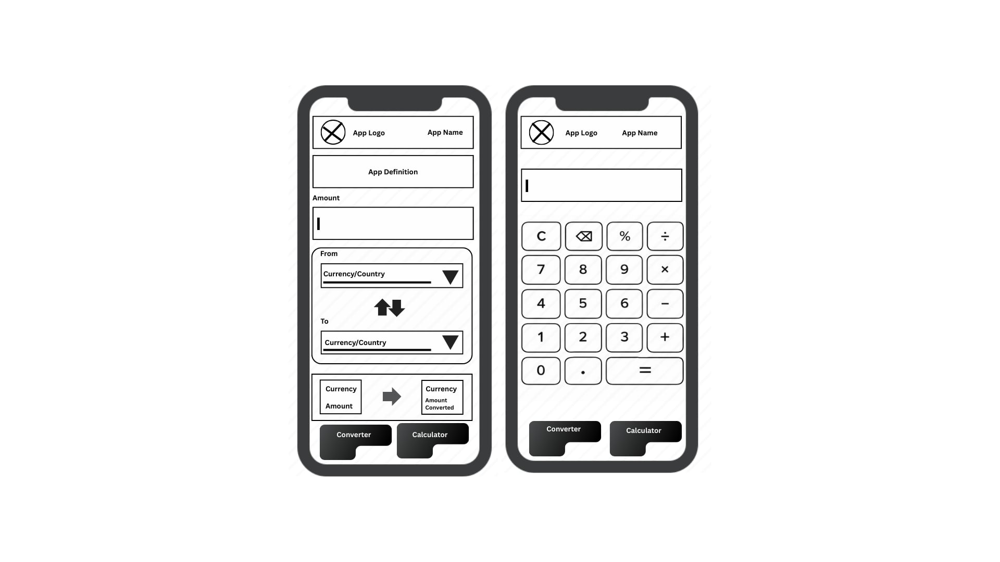 App Logo App Name
App Definition
Amount
From
Currency/Country
To
Currency/Country
Currency
Amount
Currency
Amount
Converted
Converter Calculator
App Logo App Name
C % ÷
7 8 9 ×
4 5 6 −
1 2 3 +
0 . =
Converter Calculator